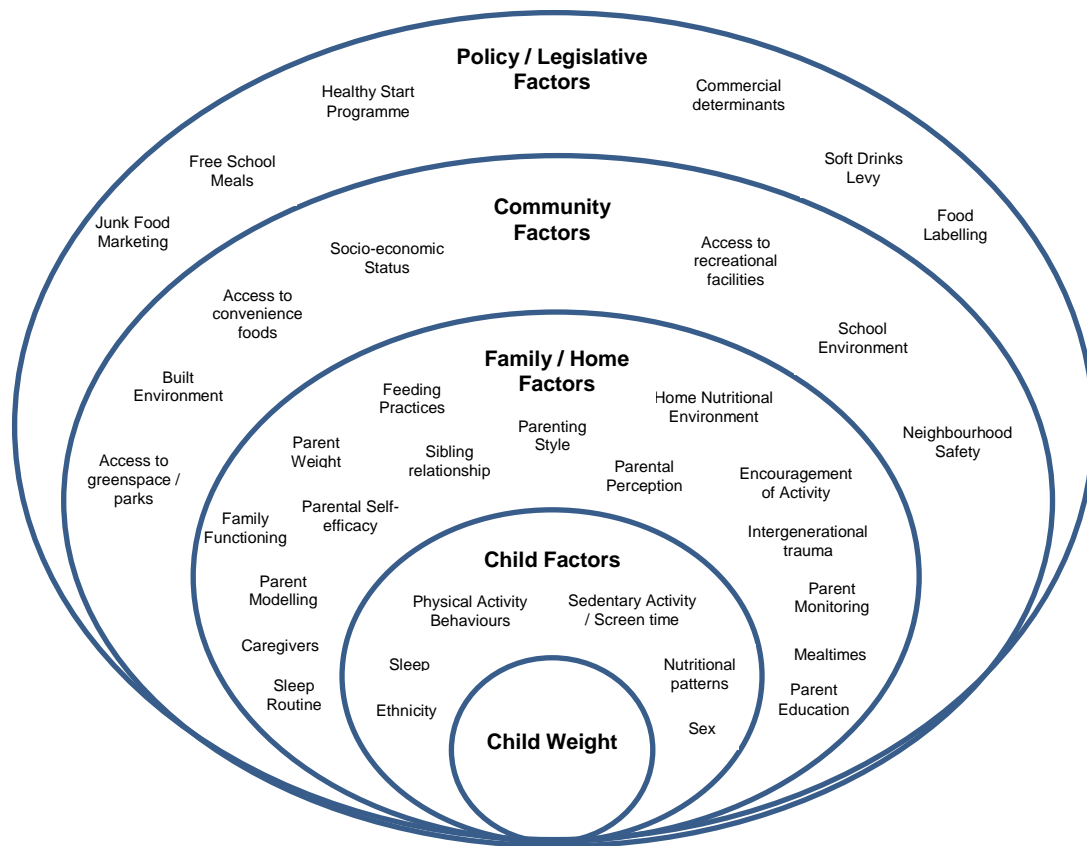 Policy / Legislative
Factors
Healthy Start
Programme
Commercial
determinants
Free School
Meals
Soft Drinks
Levy
Junk Food
Marketing
Food
Labelling
Community
Factors
Socio-economic
Status
Access to
recreational
facilities
Access to
convenience
foods
School
Environment
Built
Environment
Neighbourhood
Safety
Access to
greenspace /
parks
Family / Home
Factors
Feeding
Practices
Home Nutritional
Environment
Parenting
Style
Parent
Weight
Sibling
relationship
Parental
Perception
Encouragement
of Activity
Parental Self-
efficacy
Family
Functioning
Intergenerational
trauma
Parent
Modelling
Parent
Monitoring
Caregivers
Mealtimes
Sleep
Routine
Parent
Education
Child Factors
Physical Activity
Behaviours
Sedentary Activity
/ Screen time
Sleep
Nutritional
patterns
Ethnicity
Sex
Child Weight